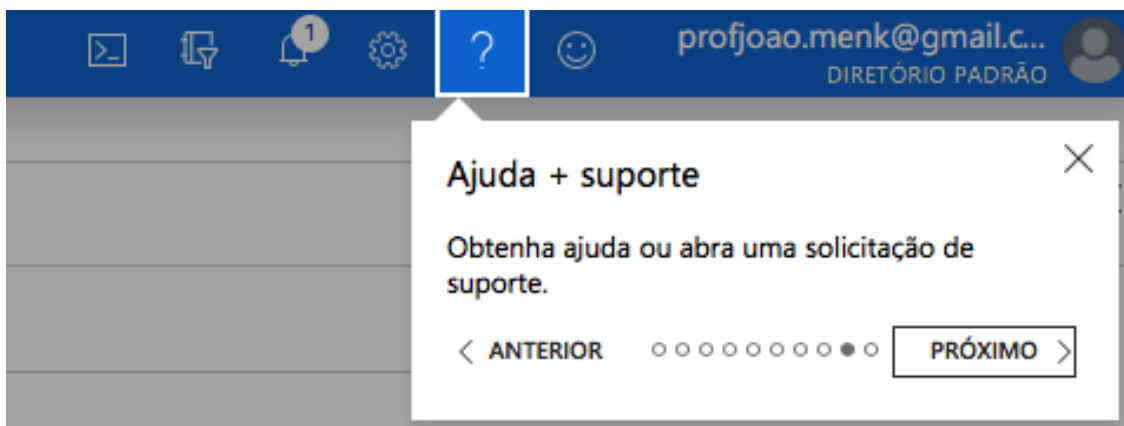 1
profjoao.menk@gmail.c...
DIRETÓRIO PADRÃO
Ajuda + suporte
Obtenha ajuda ou abra uma solicitação de
suporte.
ANTERIOR
PRÓXIMO